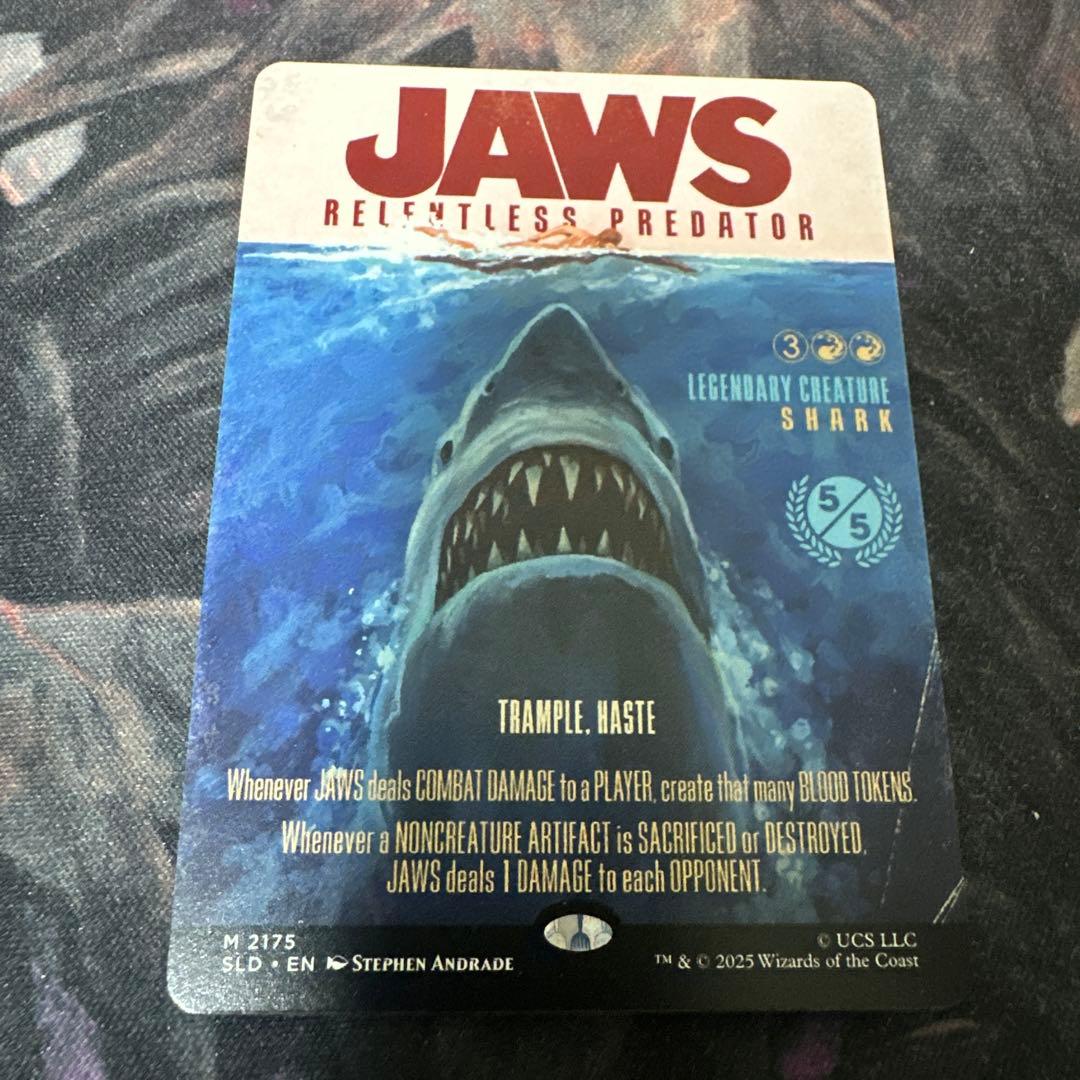 JAWS
RELENTLESS PREDATOR
3
LEGENDARY CREATURE
SHARK
5/5
TRAMPLE, HASTE
Whenever JAWS deals COMBAT DAMAGE to a PLAYER, create that many BLOOD TOKENS.
Whenever a NONCREATURE ARTIFACT is SACRIFICED or DESTROYED,
JAWS deals 1 DAMAGE to each OPPONENT.
M 2175
SLD • EN STEPHEN ANDRADE
© UCS LLC
™ & © 2025 Wizards of the Coast